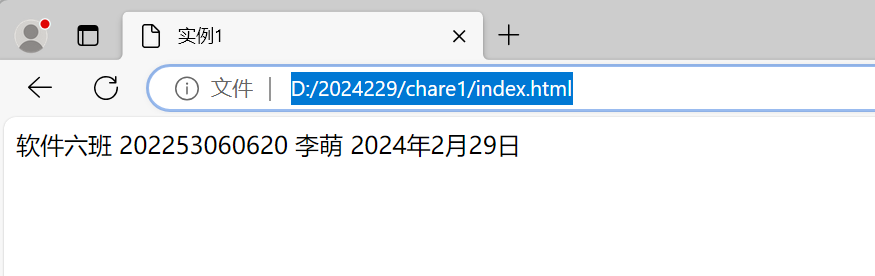 实例1
文件 D:/2024229/chare1/index.html
软件六班 202253060620 李萌 2024年2月29日